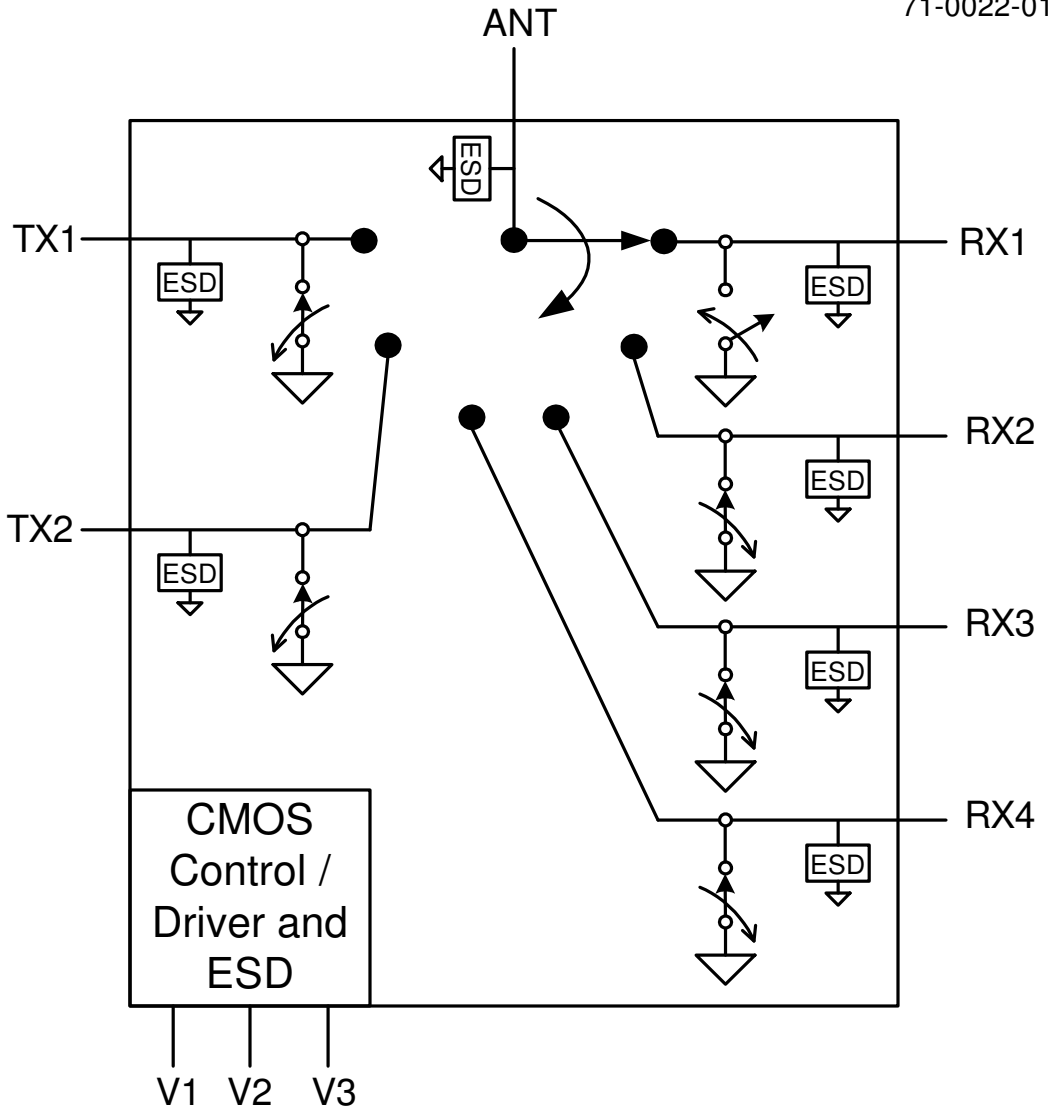 71-0022-01
ANT
ESD
TX1
RX1
ESD
ESD
RX2
ESD
TX2
ESD
RX3
ESD
RX4
ESD
CMOS
Control /
Driver and
ESD
V1 V2 V3